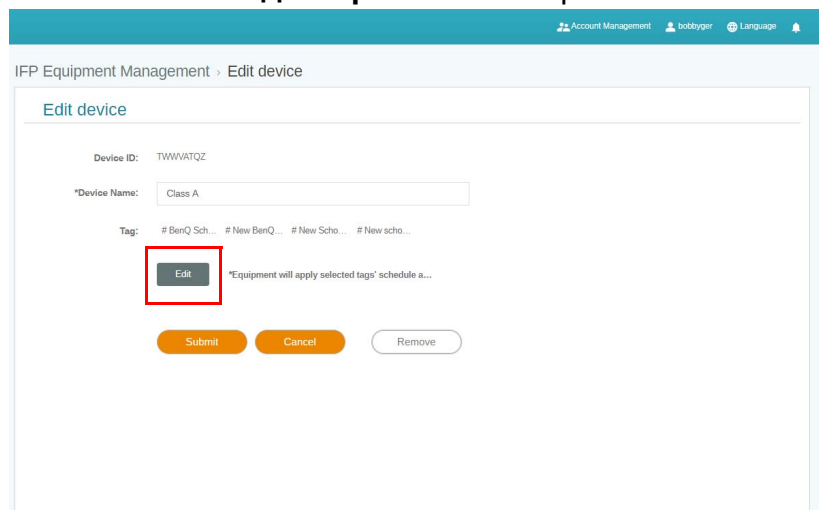 Account Management bobbyger Language
IFP Equipment Management › Edit device
Edit device
Device ID: TWWVATQZ
*Device Name: Class A
Tag: # BenQ Sch... # New BenQ... # New Scho... # New scho...
Edit *Equipment will apply selected tags' schedule a...
Submit Cancel Remove